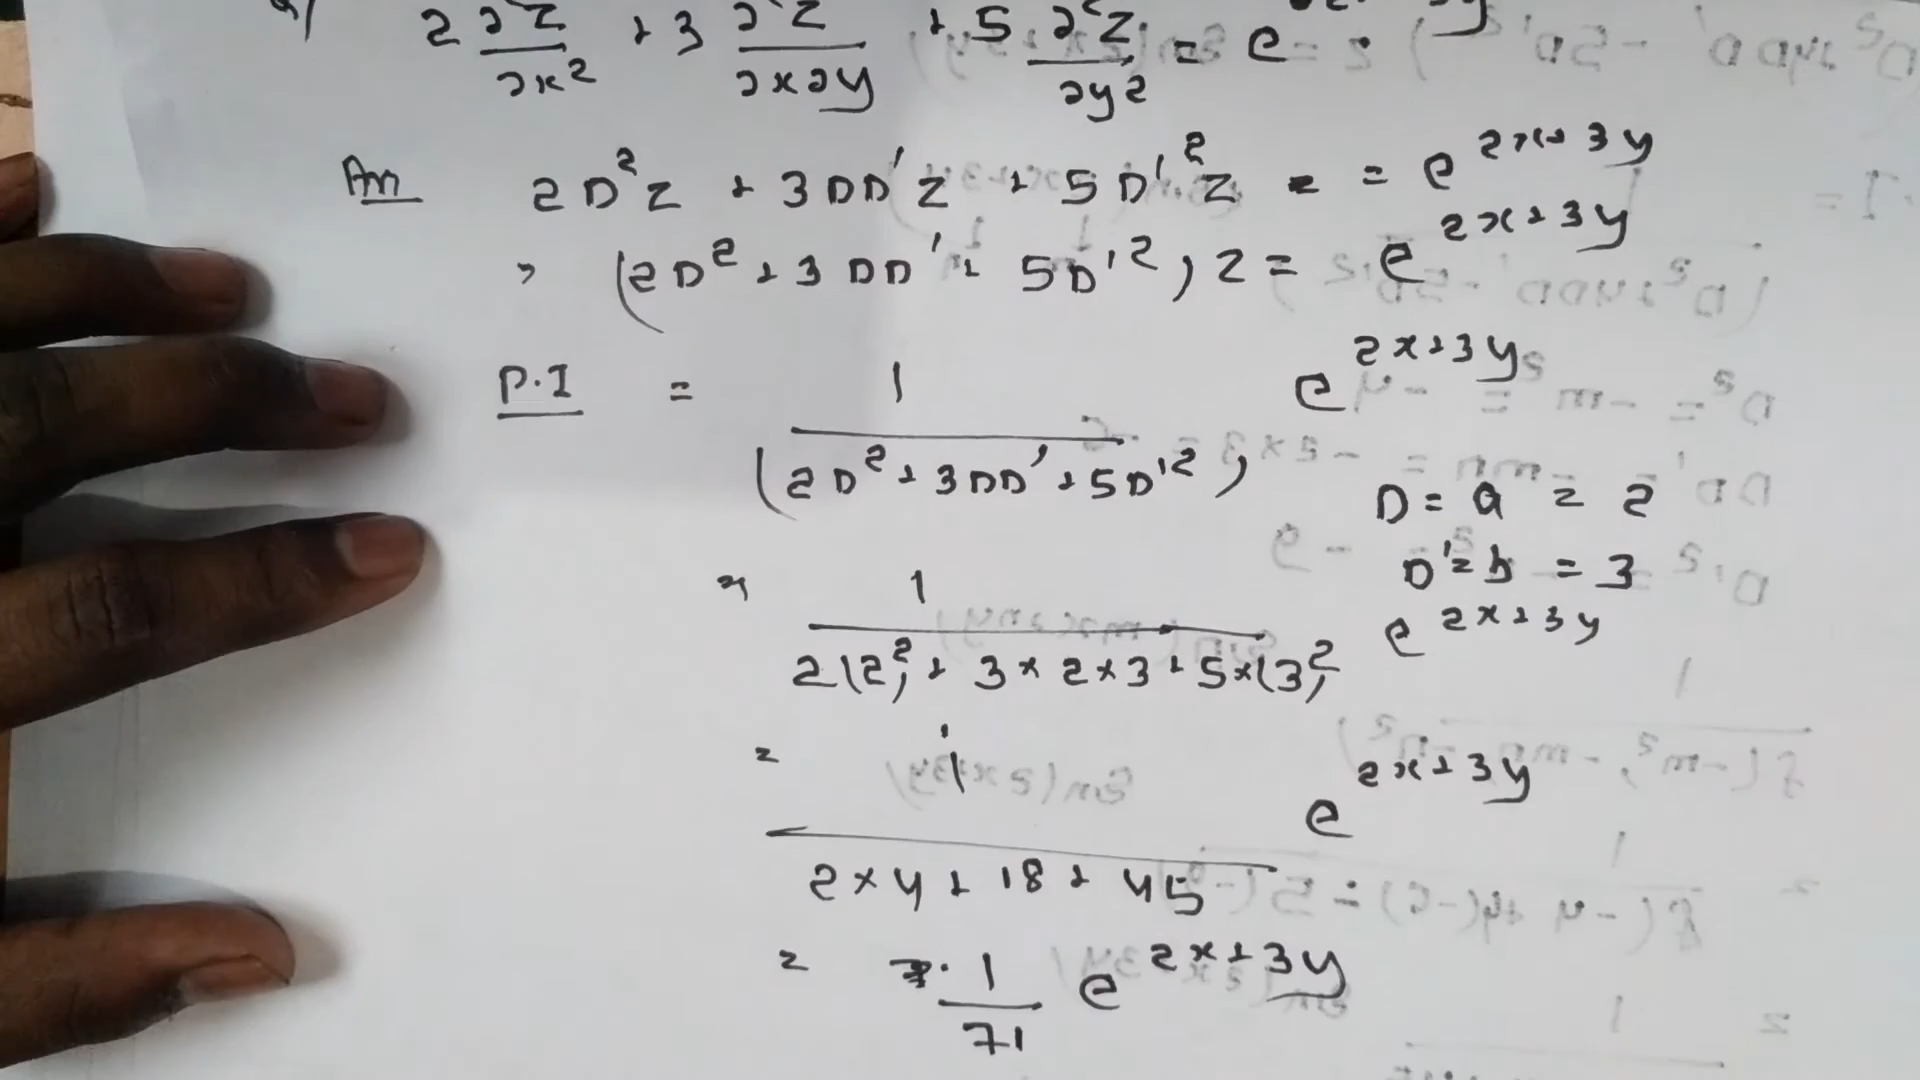 2 ∂²z/∂x² + 3 ∂²z/∂x∂y + 5 ∂²z/∂y² = e
Ans 2D²z + 3DD'z + 5D'²z = = e^2x+3y
(2D² + 3DD' + 5D'²) z = e^2x+3y
P.I = 1/(2D² + 3DD' + 5D'²) e^2x+3y
D = a = 2
D' = b = 3
= 1/2(2)² + 3×2×3 + 5×(3)² e^2x+3y
= 1/2×4 + 18 + 45 e^2x+3y
= 1/71 e^2x+3y